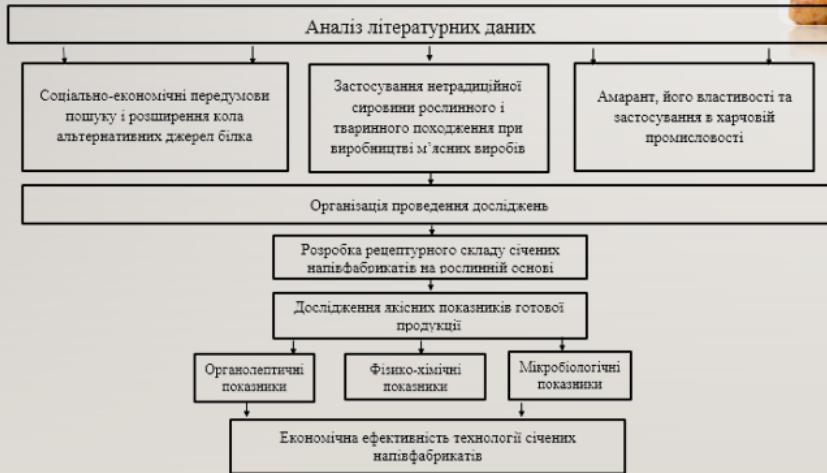 Аналіз літературних даних
Соціально-економічні передумови
пошуку і розширення кола
альтернативних джерел білка
Застосування нетрадиційної
сировини рослинного і
тваринного походження при
виробництві м'ясних виробів
Амарант, його властивості та
застосування в харчовій
промисловості
Організація проведення досліджень
Розробка рецептурного складу січених
напівфабрикатів на рослинній основі
Дослідження якісних показників готової
продукції
Органолептичні
показники
Фізико-хімічні
показники
Мікробіологічні
показники
Економічна ефективність технології січених
напівфабрикатів